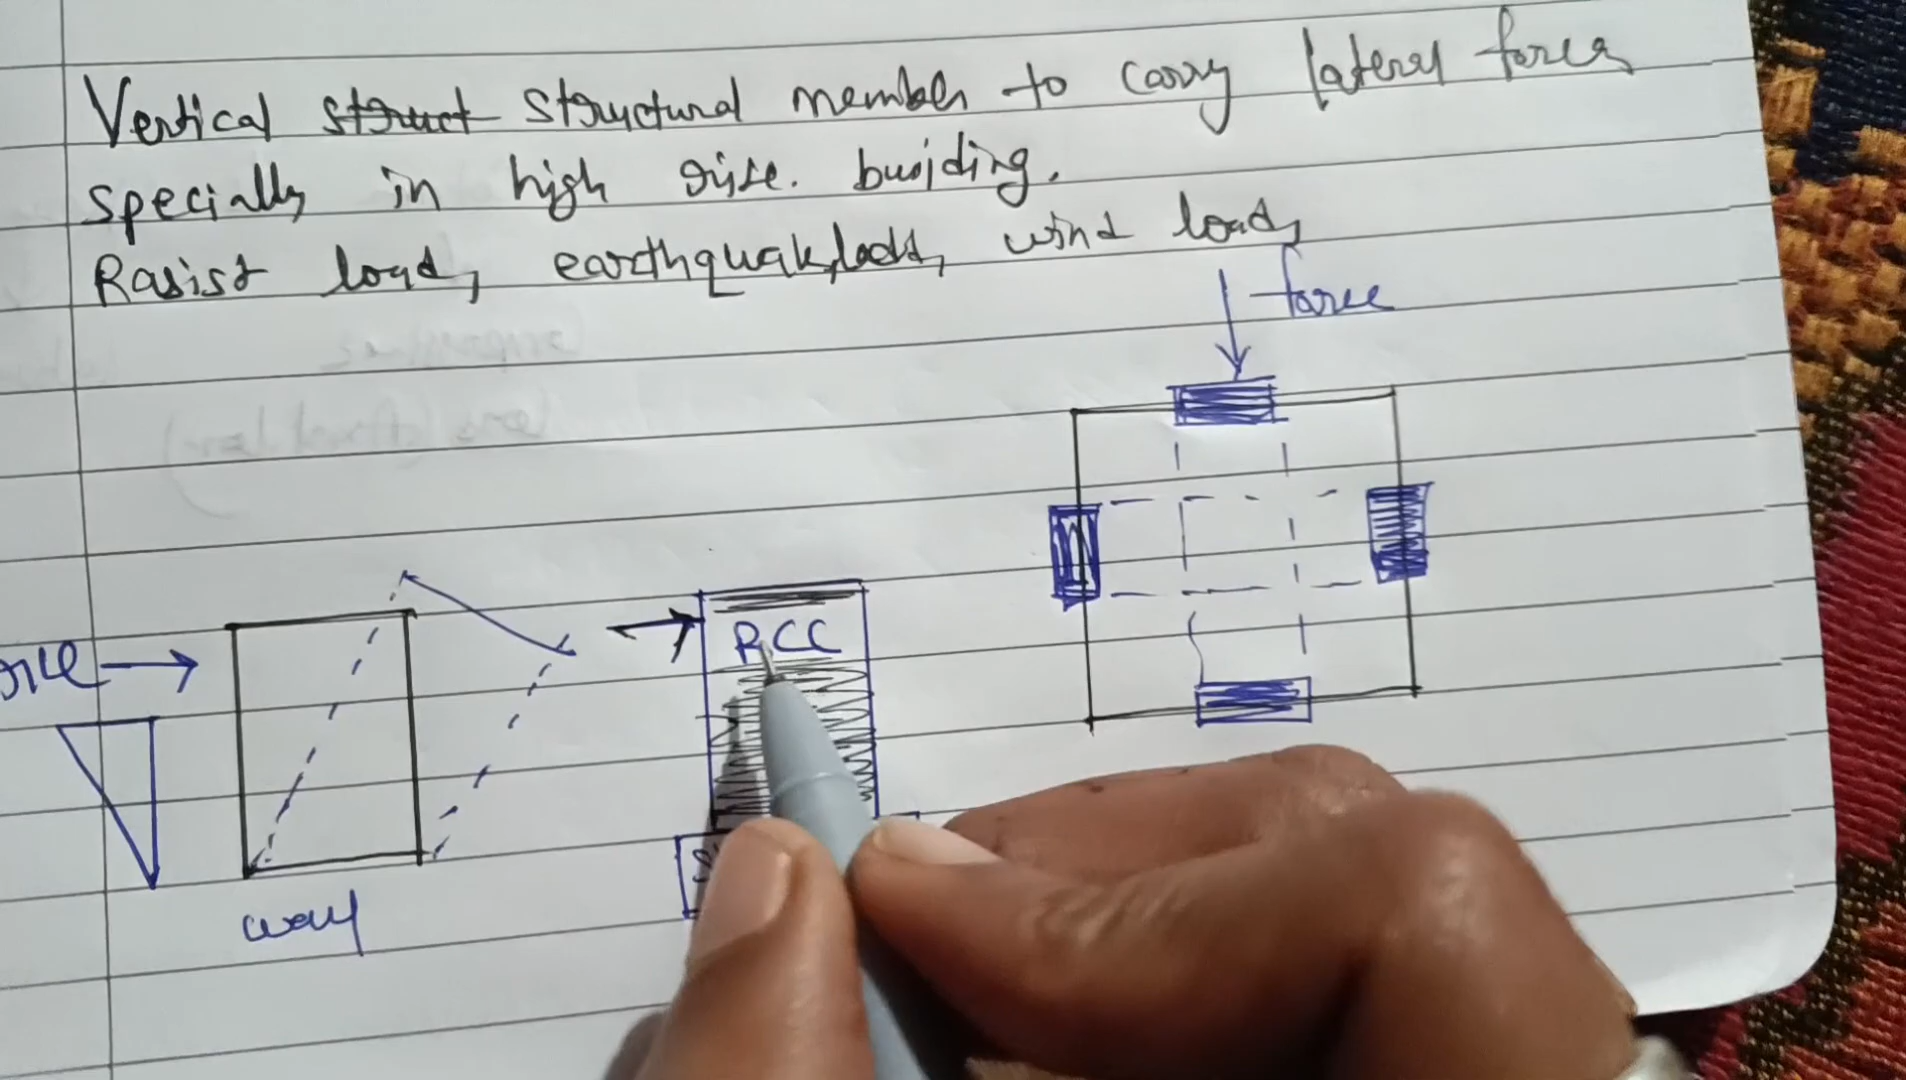 Vertical struct structural member to carry lateral forces
specially in high rise. building.
Rasist load, earthquak, loads, wind load,
force
RCC
wall